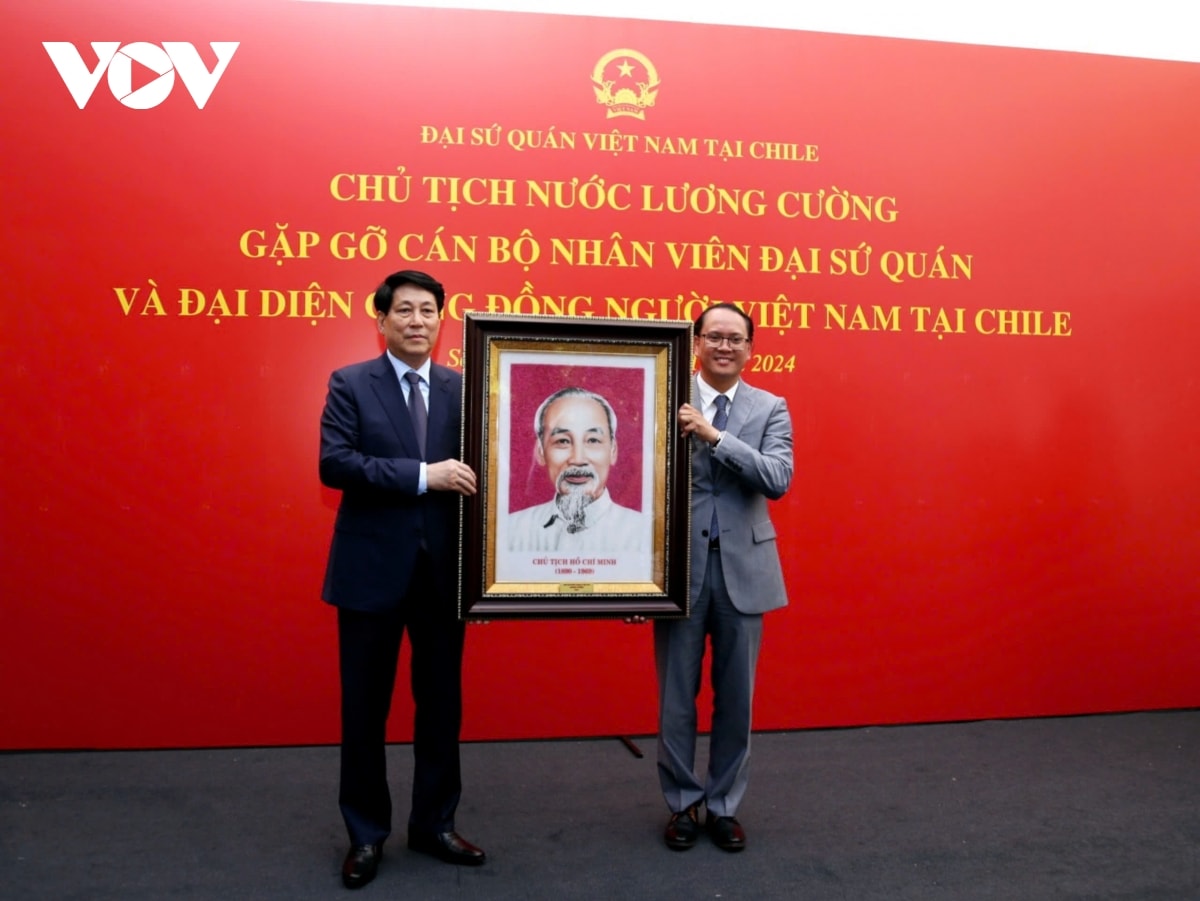 VOV
ĐẠI SỨ QUÁN VIỆT NAM TẠI CHILE
CHỦ TỊCH NƯỚC LƯƠNG CƯỜNG
GẶP GỠ CÁN BỘ NHÂN VIÊN ĐẠI SỨ QUÁN
VÀ ĐẠI DIỆN ĐỒNG NGƯỜI VIỆT NAM TẠI CHILE
2024
CHỦ TỊCH HỒ CHÍ MINH
(1890 - 1969)